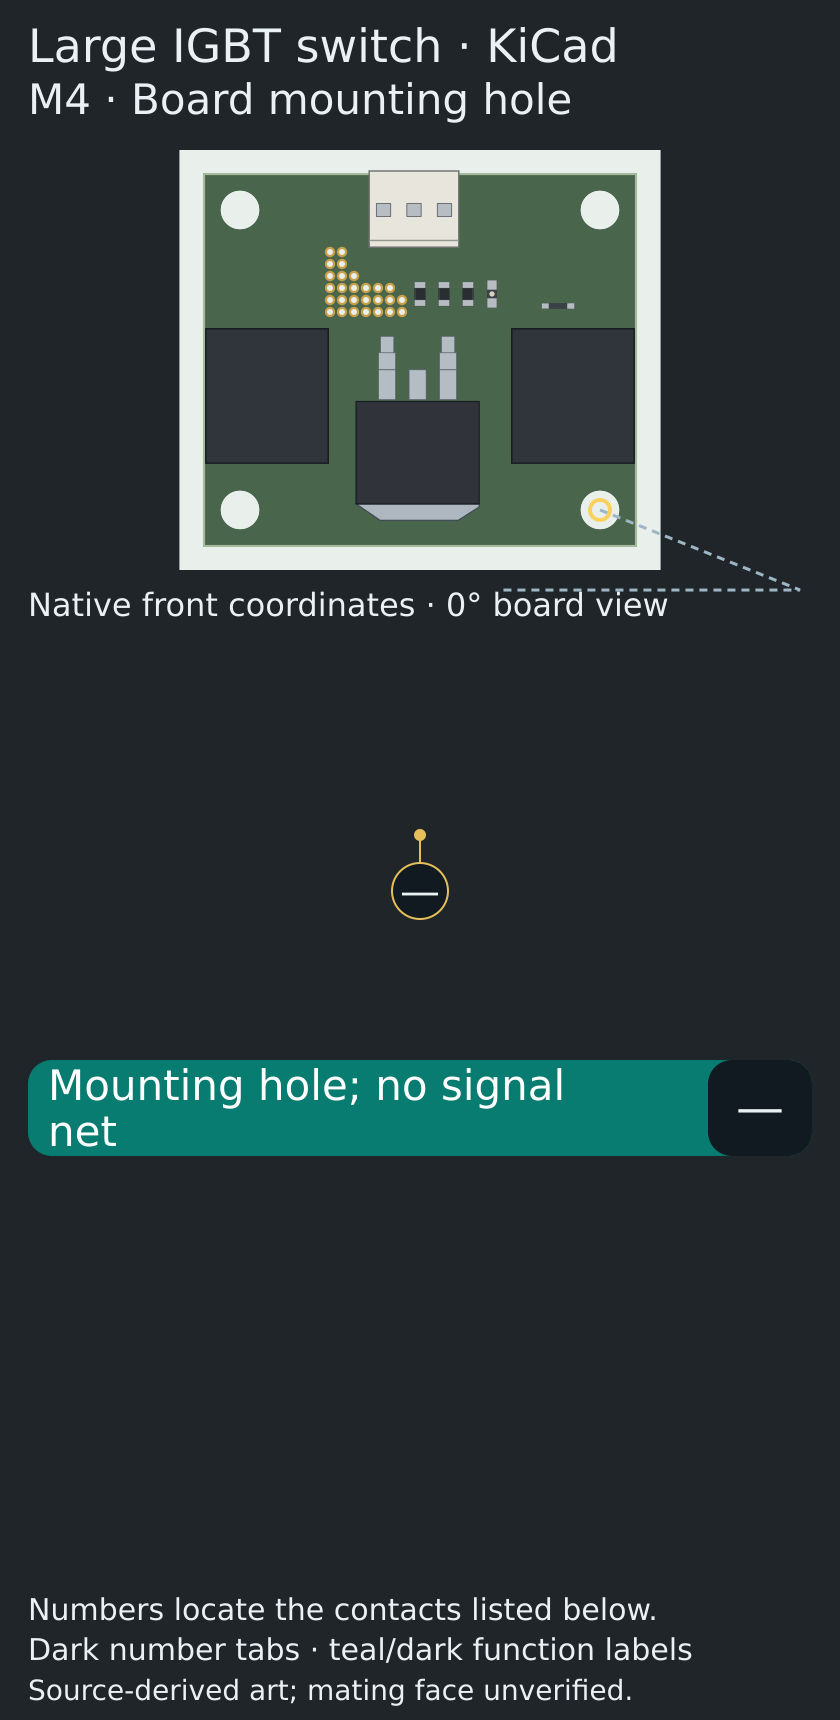 Large IGBT switch · KiCad
M4 · Board mounting hole
Native front coordinates · 0° board view
—
Mounting hole; no signal
net
—
Numbers locate the contacts listed below.
Dark number tabs · teal/dark function labels
Source-derived art; mating face unverified.